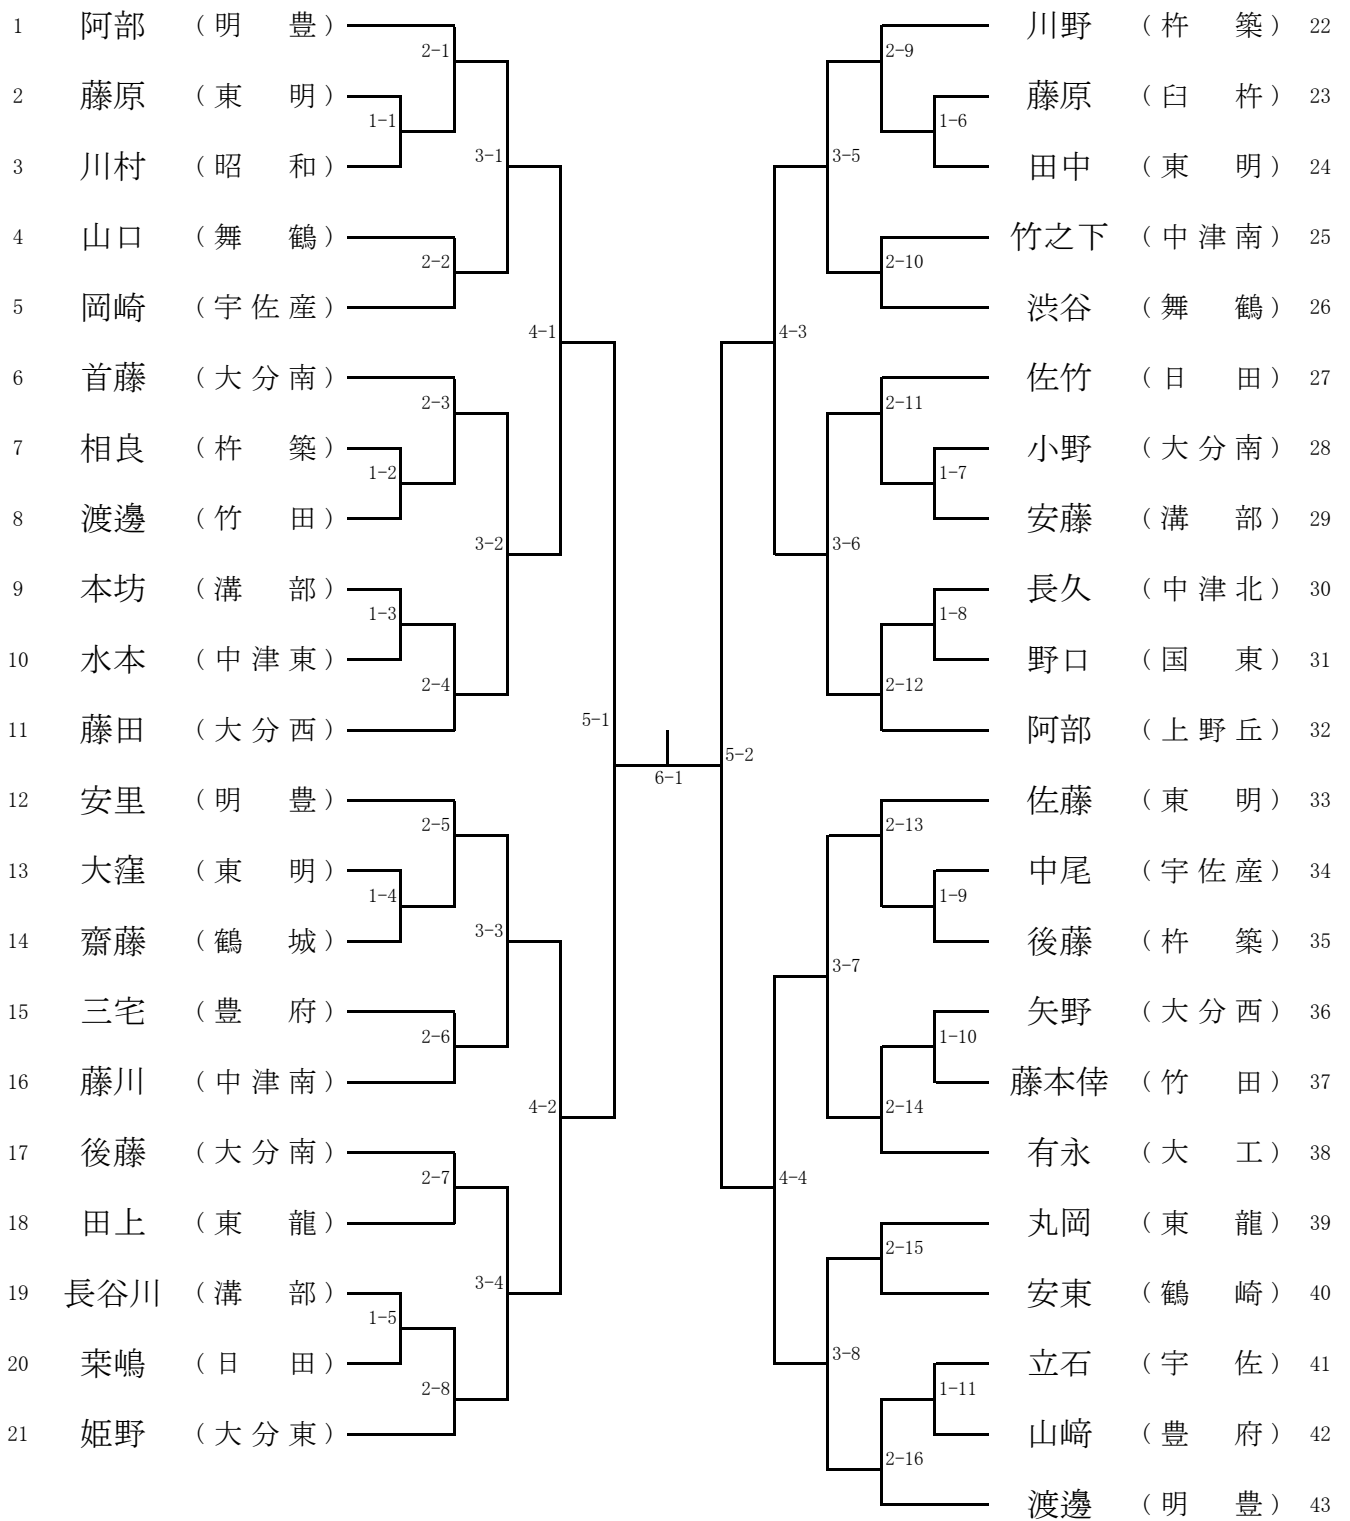 1 阿部 （明 豊）
2-1
2 藤原 （東 明）
1-1
3 川村 （昭 和）
3-1
4 山口 （舞 鶴）
2-2
5 岡崎 （宇佐産）
4-1
6 首藤 （大分南）
2-3
7 相良 （杵 築）
1-2
8 渡邊 （竹 田）
3-2
9 本坊 （溝 部）
1-3
10 水本 （中津東）
2-4
11 藤田 （大分西）
5-1
12 安里 （明 豊）
2-5
13 大窪 （東 明）
1-4
14 齋藤 （鶴 城）
3-3
15 三宅 （豊 府）
2-6
16 藤川 （中津南）
4-2
17 後藤 （大分南）
2-7
18 田上 （東 龍）
3-4
19 長谷川 （溝 部）
1-5
20 桒嶋 （日 田）
2-8
21 姫野 （大分東）
6-1
川野 （杵 築） 22
2-9
藤原 （臼 杵） 23
1-6
田中 （東 明） 24
3-5
竹之下 （中津南） 25
2-10
渋谷 （舞 鶴） 26
4-3
佐竹 （日 田） 27
2-11
小野 （大分南） 28
1-7
安藤 （溝 部） 29
3-6
長久 （中津北） 30
1-8
野口 （国 東） 31
2-12
阿部 （上野丘） 32
5-2
佐藤 （東 明） 33
2-13
中尾 （宇佐産） 34
1-9
後藤 （杵 築） 35
3-7
矢野 （大分西） 36
1-10
藤本倖 （竹 田） 37
2-14
有永 （大 工） 38
4-4
丸岡 （東 龍） 39
2-15
安東 （鶴 崎） 40
3-8
立石 （宇 佐） 41
1-11
山﨑 （豊 府） 42
2-16
渡邊 （明 豊） 43